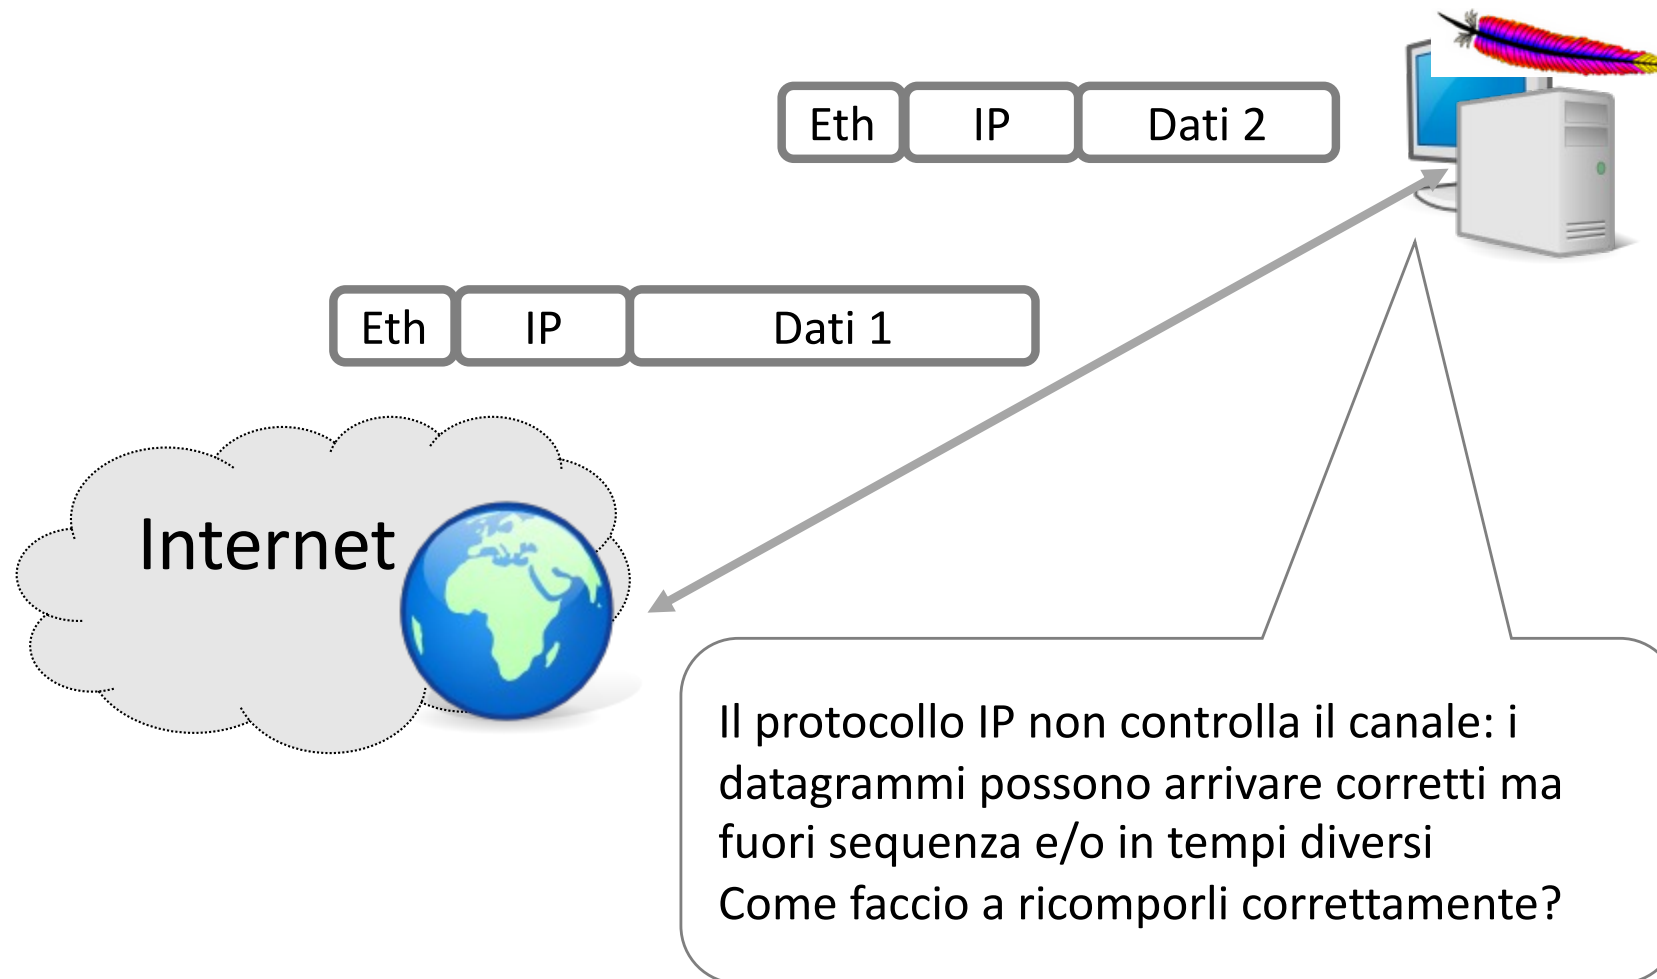 Eth IP Dati 2
Eth IP Dati 1
Internet
Il protocollo IP non controlla il canale: i
datagrammi possono arrivare corretti ma
fuori sequenza e/o in tempi diversi
Come faccio a ricomporli correttamente?